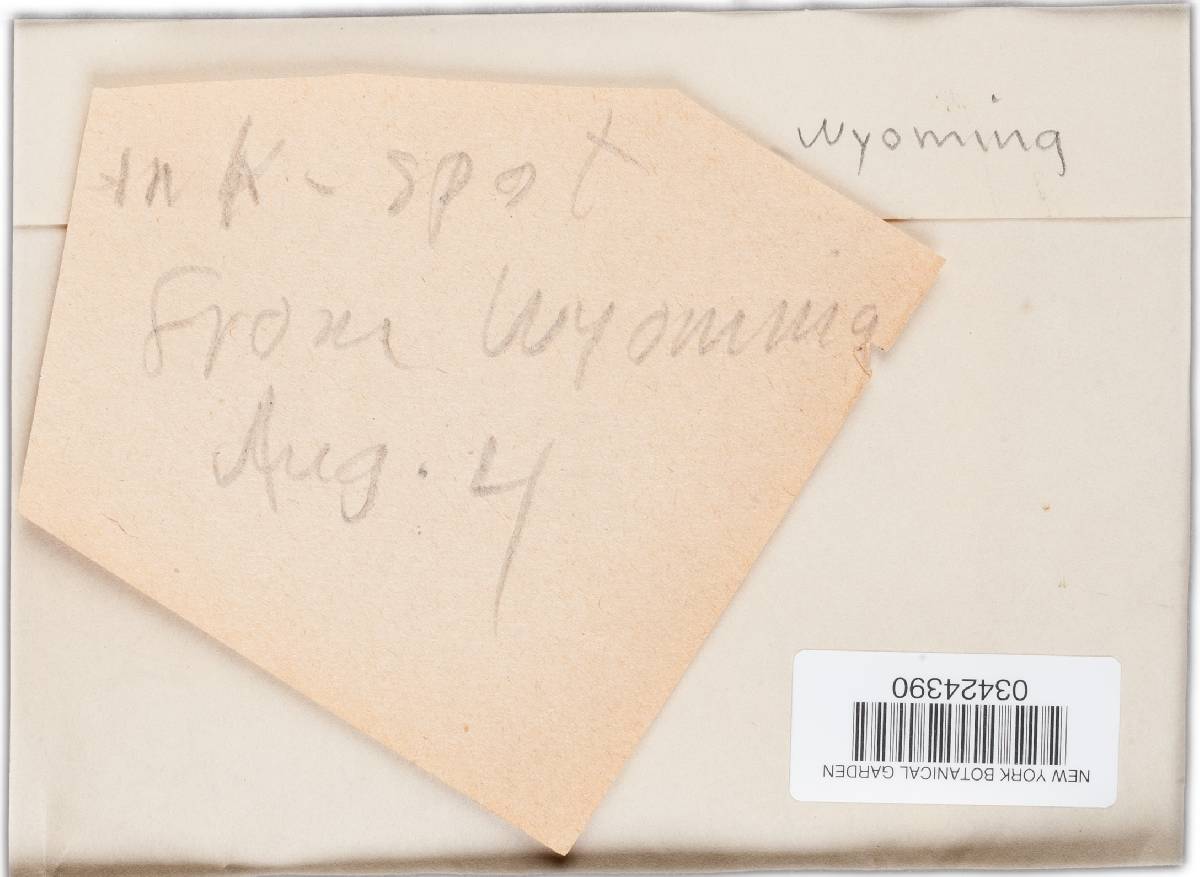 Wyoming
ink-spot
from Wyoming
Aug. 4
03424390
NEW YORK BOTANICAL GARDEN